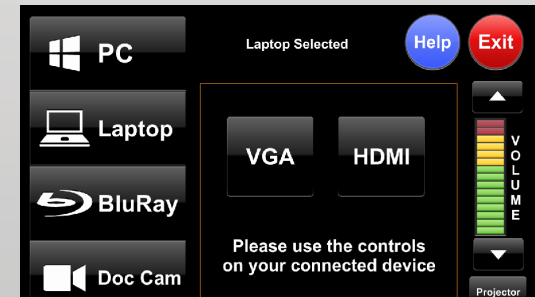 PC
Laptop Selected
Help
Exit
Laptop
VGA
HDMI
VOLUME
BluRay
Please use the controls
on your connected device
Doc Cam
Projector